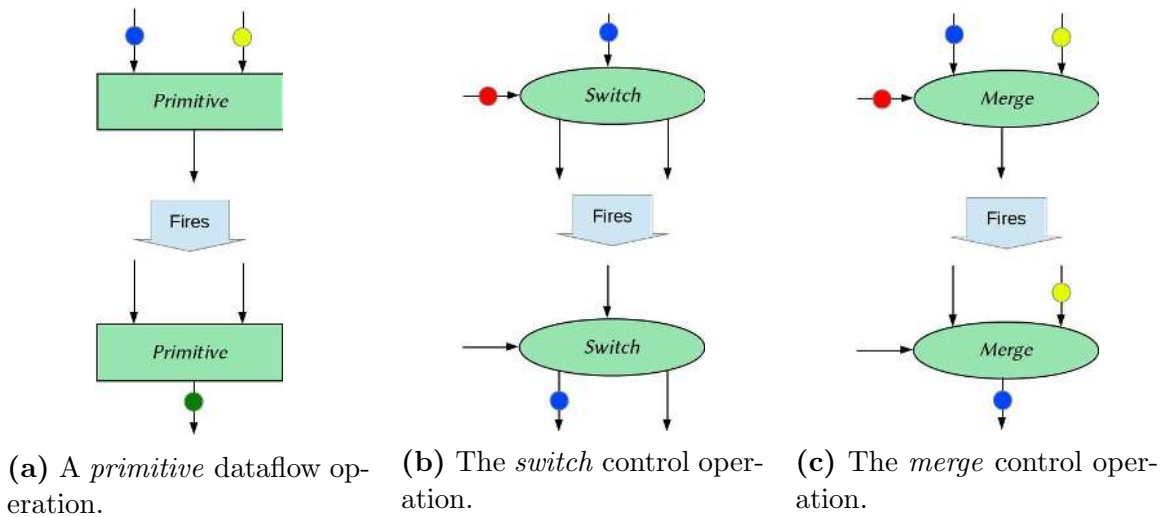 Primitive
Fires
Primitive
(a) A primitive dataflow op-
eration.
Switch
Fires
Switch
(b) The switch control oper-
ation.
Merge
Fires
Merge
(c) The merge control oper-
ation.